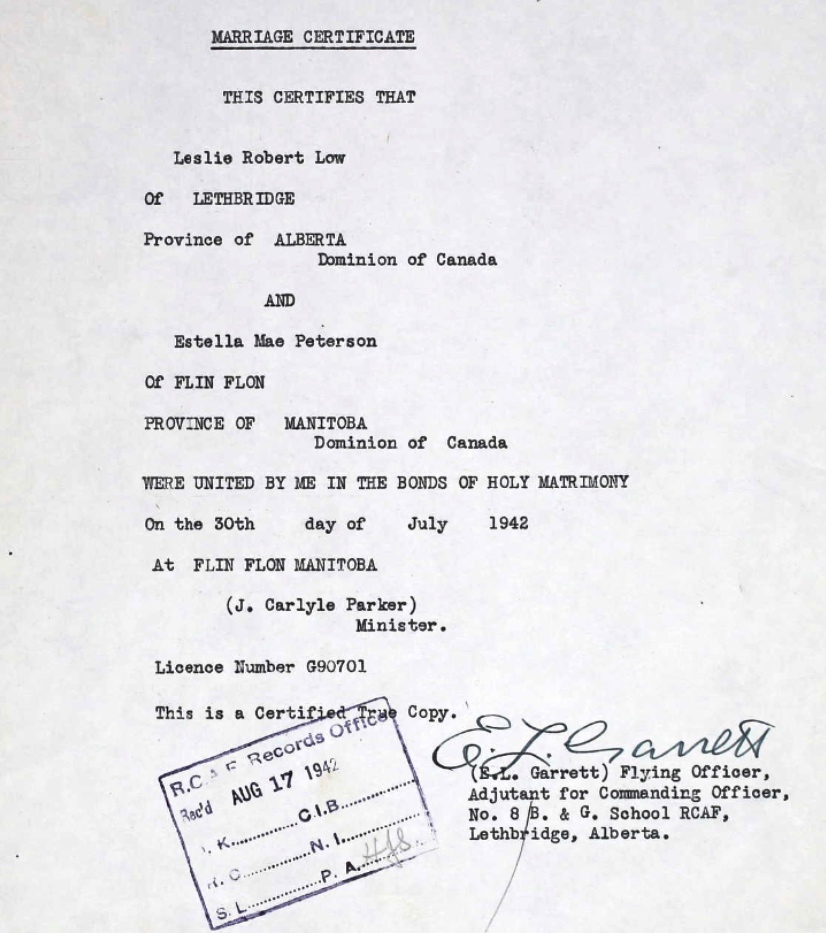 MARRIAGE CERTIFICATE
THIS CERTIFIES THAT
Leslie Robert Low
Of LETHBRIDGE
Province of ALBERTA
Dominion of Canada
AND
Estella Mae Peterson
Of FLIN FLON
PROVINCE OF MANITOBA
Dominion of Canada
WERE UNITED BY ME IN THE BONDS OF HOLY MATRIMONY
On the 30th day of July 1942
At FLIN FLON MANITOBA
(J. Carlyle Parker)
Minister.
Licence Number G90701
This is a Certified True Copy.
E. L. Garrett
(E.L. Garrett) Flying Officer,
Adjutant for Commanding Officer,
No. 8 B. & G. School RCAF,
Lethbridge, Alberta.
R.C.A.F. Records Office
Rec'd AUG 17 1942
K.............C.I.B.............
R. C.............N. I.............
S. L.............P. A.............